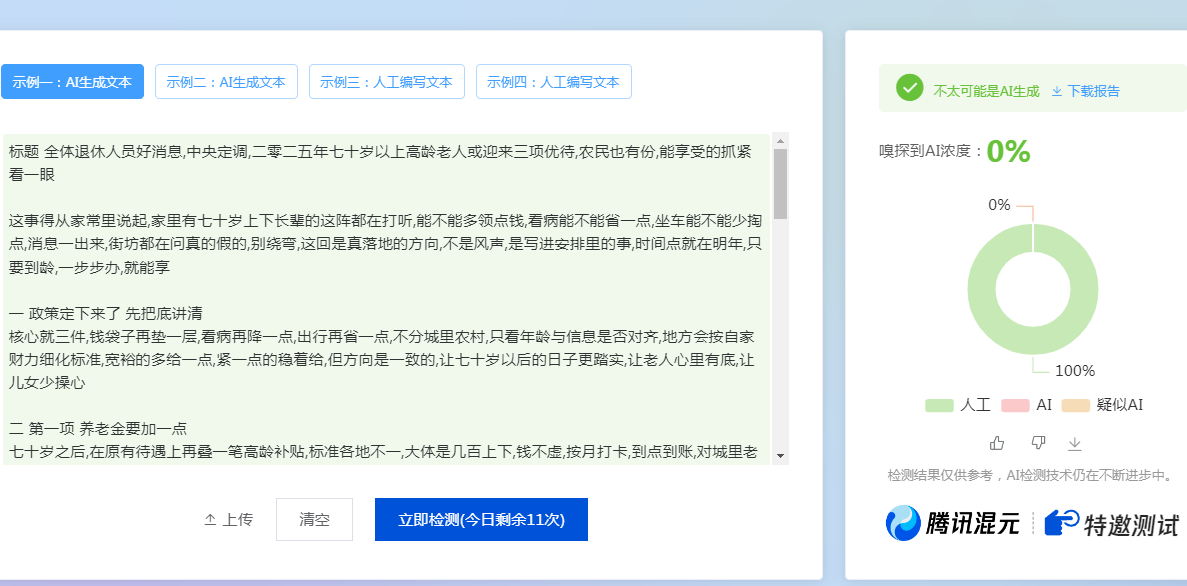 示例一：AI生成文本
示例二：AI生成文本
示例三：人工编写文本
示例四：人工编写文本
标题 全体退休人员好消息,中央定调,二零二五年七十岁以上高龄老人或迎来三项优待,农民也有份,能享受的抓紧
看一眼
这事得从家常里说起,家里有七十岁上下长辈的这阵都在打听,能不能多领点钱,看病能不能省一点,坐车能不能少掏
点,消息一出来,街坊都在问真的假的,别绕弯,这回是真落地的方向,不是风声,是写进安排里的事,时间点就在明年,只
要到龄,一步步办,就能享
一 政策定下来了 先把底讲清
核心就三件,钱袋子再垫一层,看病再降一点,出行再省一点,不分城里农村,只看年龄与信息是否对齐,地方会按自家
财力细化标准,宽裕的多给一点,紧一点的稳着给,但方向是一致的,让七十岁以后的日子更踏实,让老人心里有底,让
儿女少操心
二 第一项 养老金要加一点
七十岁之后,在原有待遇上再叠一笔高龄补贴,标准各地不一,大体是几百上下,钱不虚,按月打卡,到点到账,对城里老
上传
清空
立即检测(今日剩余11次)
不太可能是AI生成
下载报告
嗅探到AI浓度：0%
0%
100%
人工
AI
疑似AI
检测结果仅供参考，AI检测技术仍在不断进步中。
腾讯混元
特邀测试